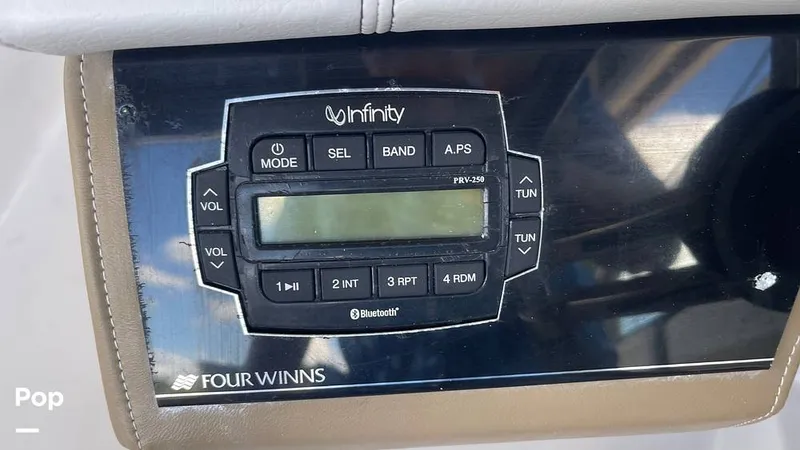 Infinity
MODE SEL BAND A.PS
PRV-250
VOL TUN
VOL TUN
1 2 INT 3 RPT 4 RDM
Bluetooth
FOUR WINNS
Pop